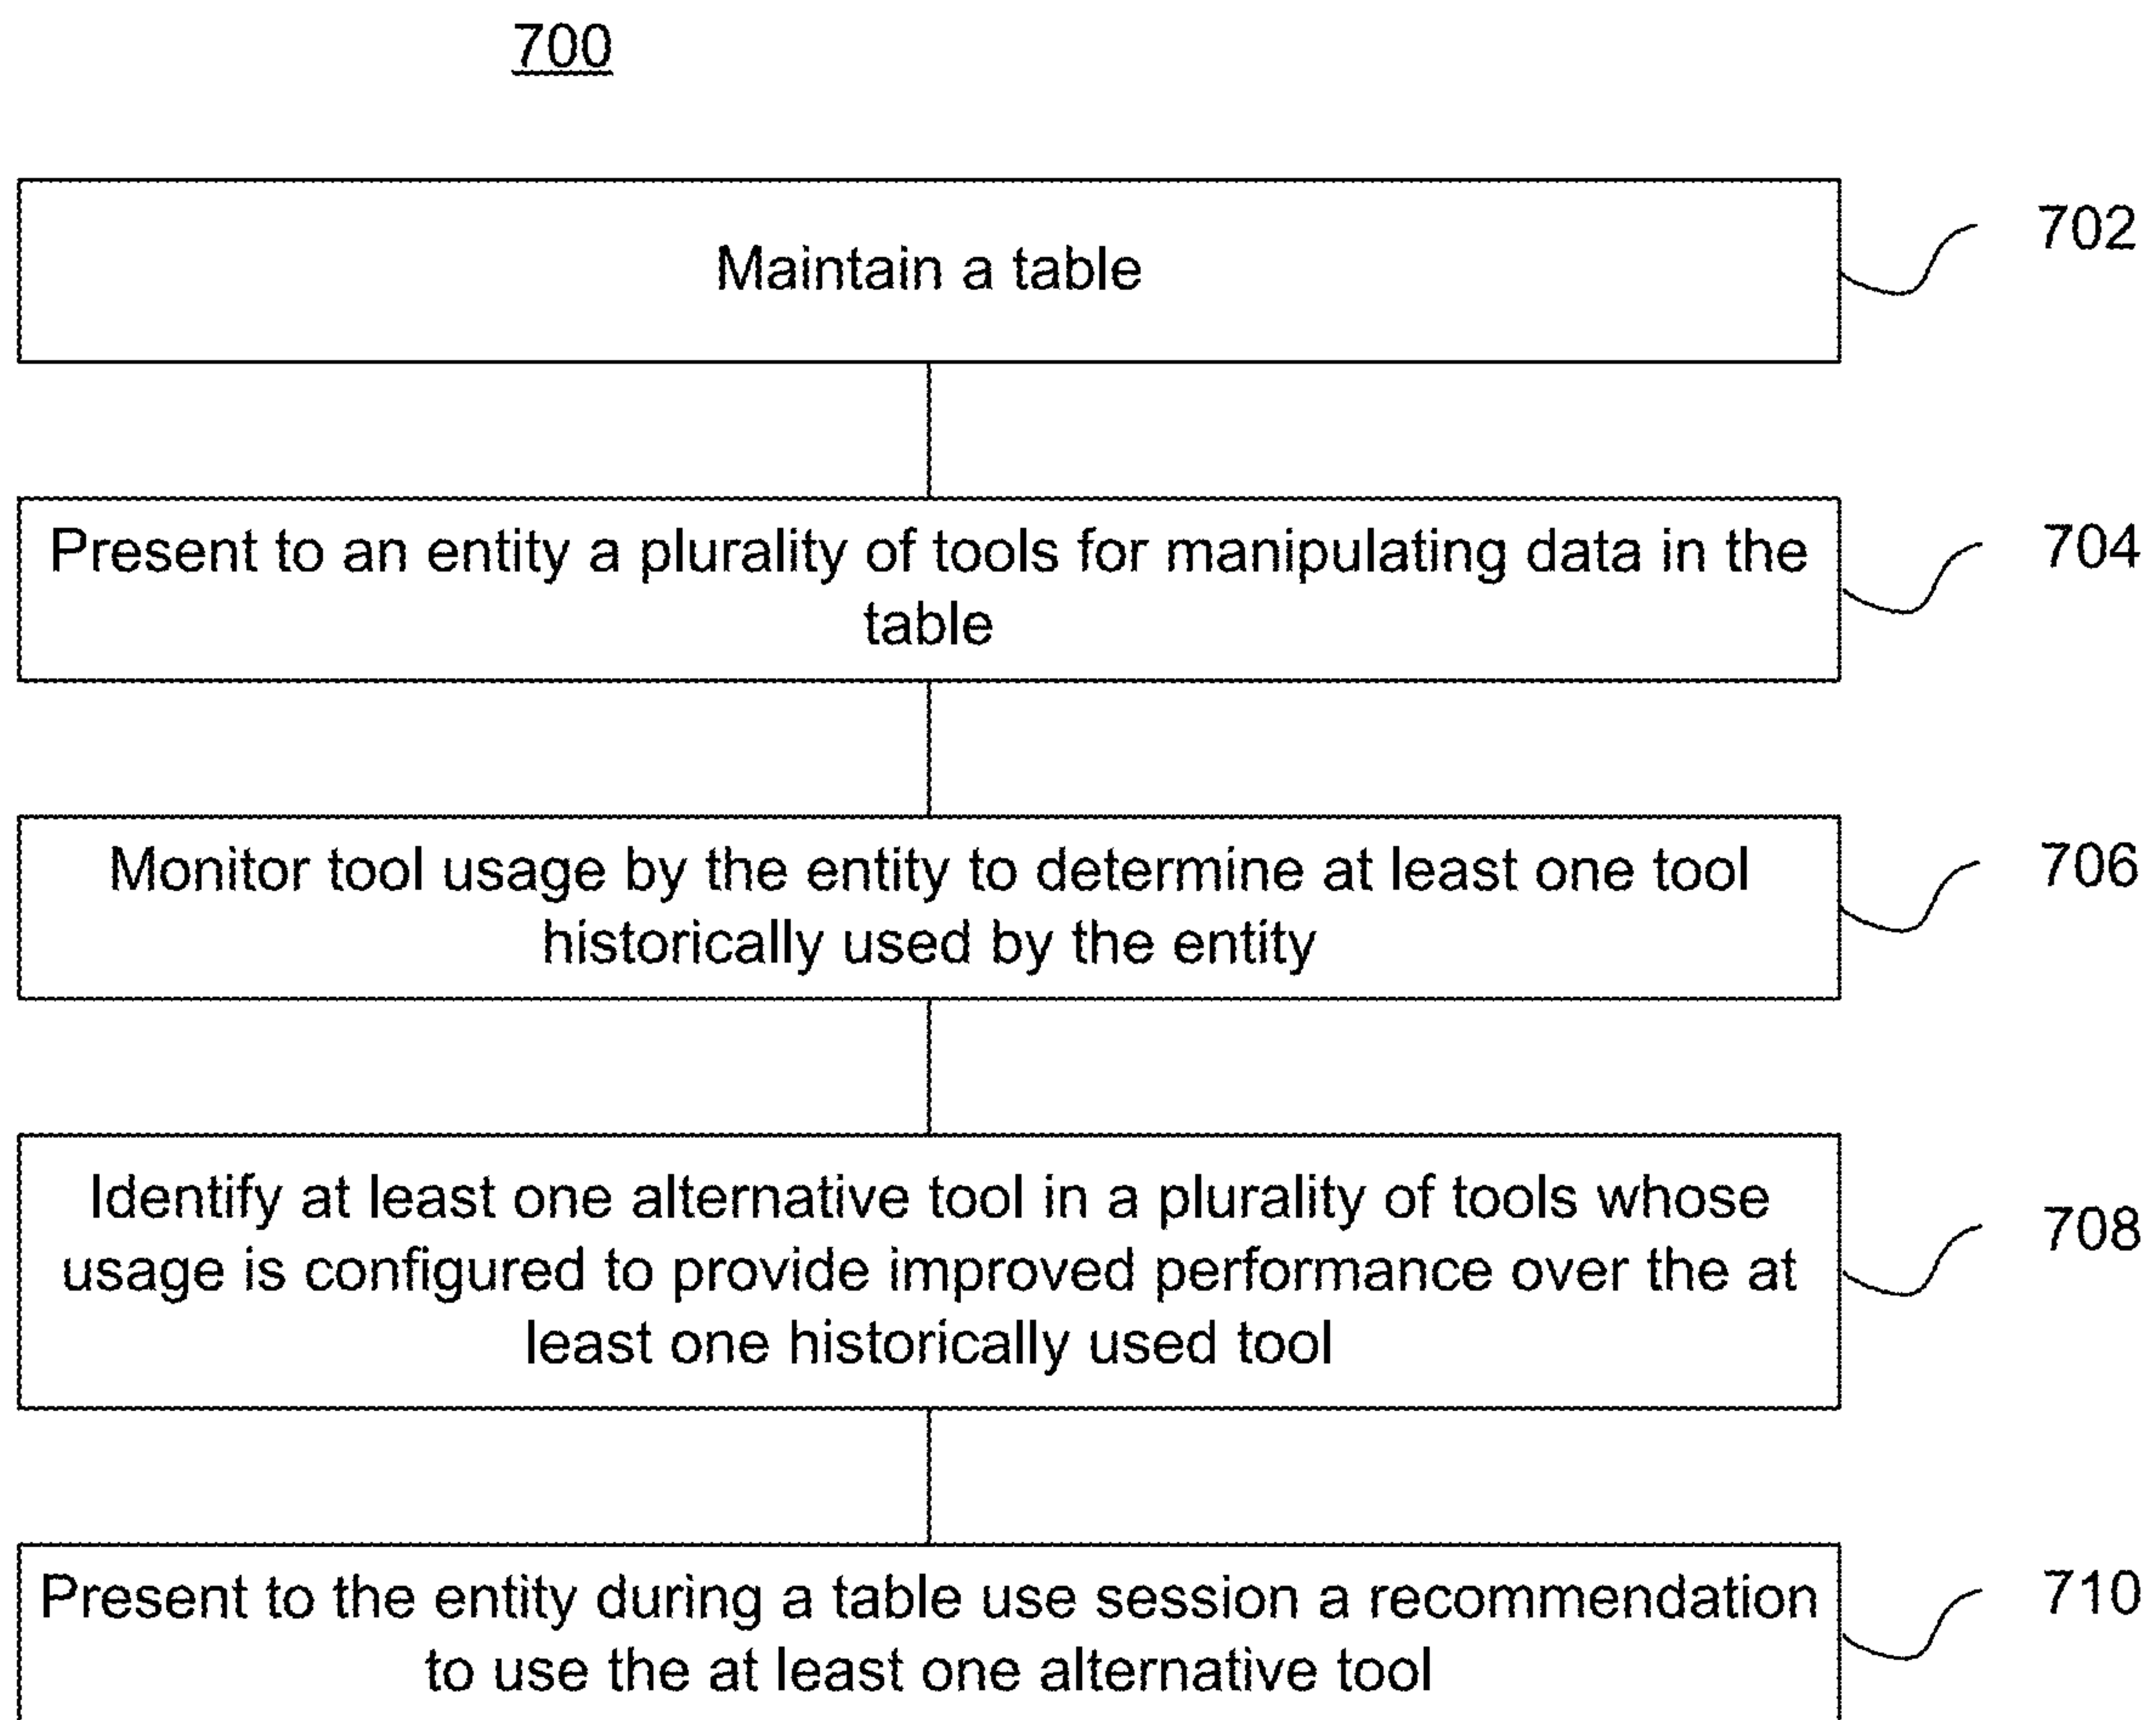 700
Maintain a table
702
Present to an entity a plurality of tools for manipulating data in the
table
704
Monitor tool usage by the entity to determine at least one tool
historically used by the entity
706
Identify at least one alternative tool in a plurality of tools whose
usage is configured to provide improved performance over the at
least one historically used tool
708
Present to the entity during a table use session a recommendation
to use the at least one alternative tool
710